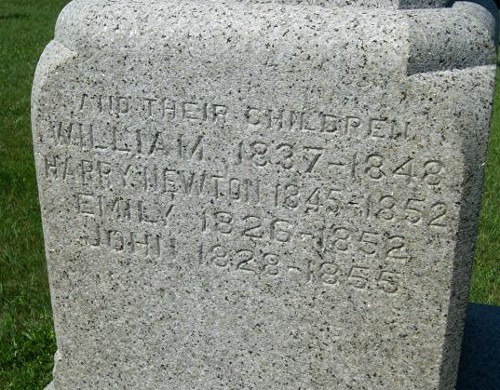 AND THEIR CHILDREN
WILLIAM 1837-1848
HARRY NEWTON 1845-1852
EMILY 1826-1852
JOHN 1828-1855